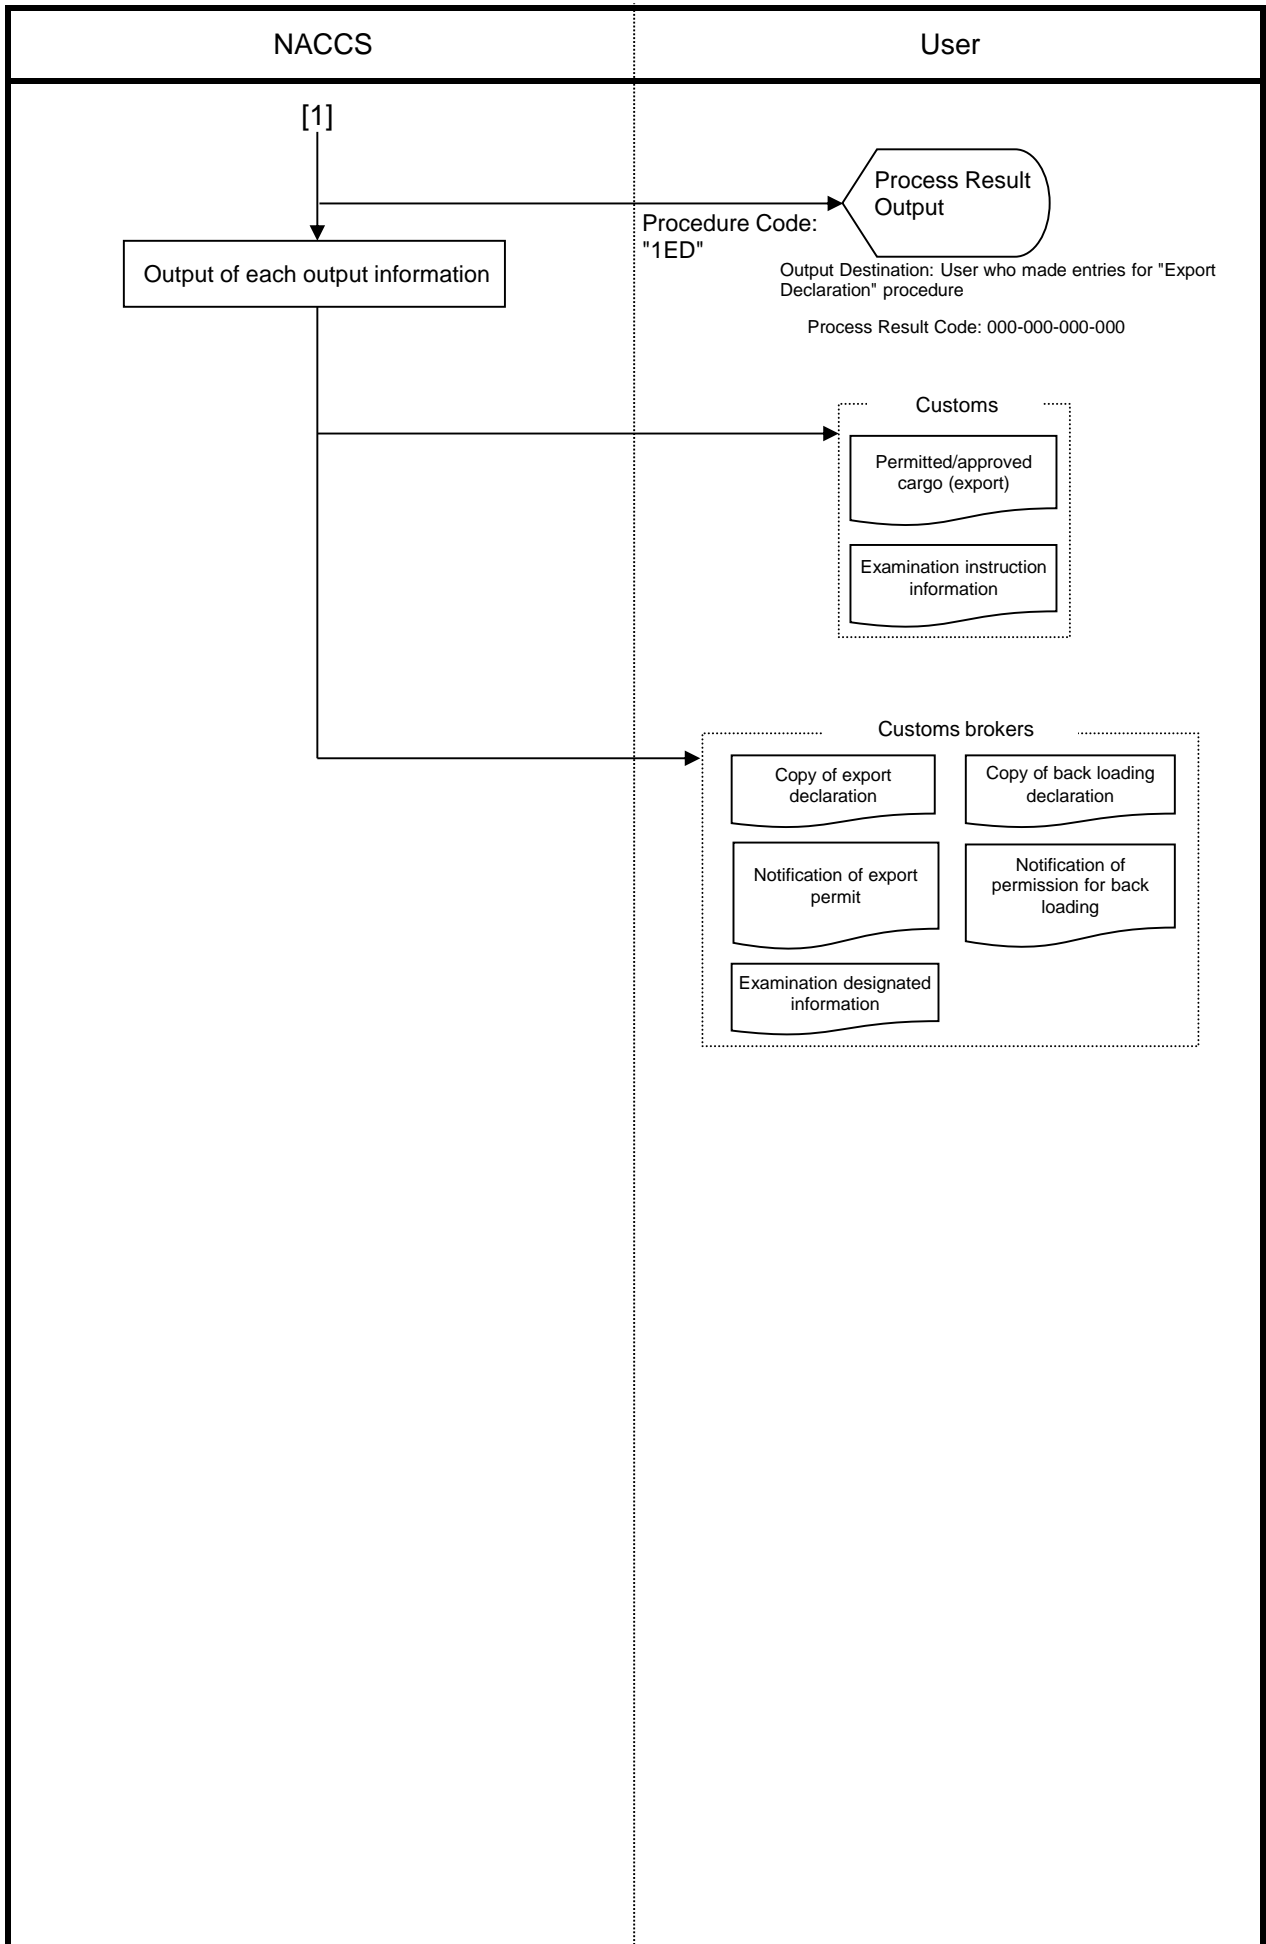 NACCS
User
[1]
Process Result
Output
Procedure Code:
"1ED"
Output of each output information
Output Destination: User who made entries for "Export
Declaration" procedure
Process Result Code: 000-000-000-000
Customs
Permitted/approved
cargo (export)
Examination instruction
information
Customs brokers
Copy of export
declaration
Copy of back loading
declaration
Notification of export
permit
Notification of
permission for back
loading
Examination designated
information